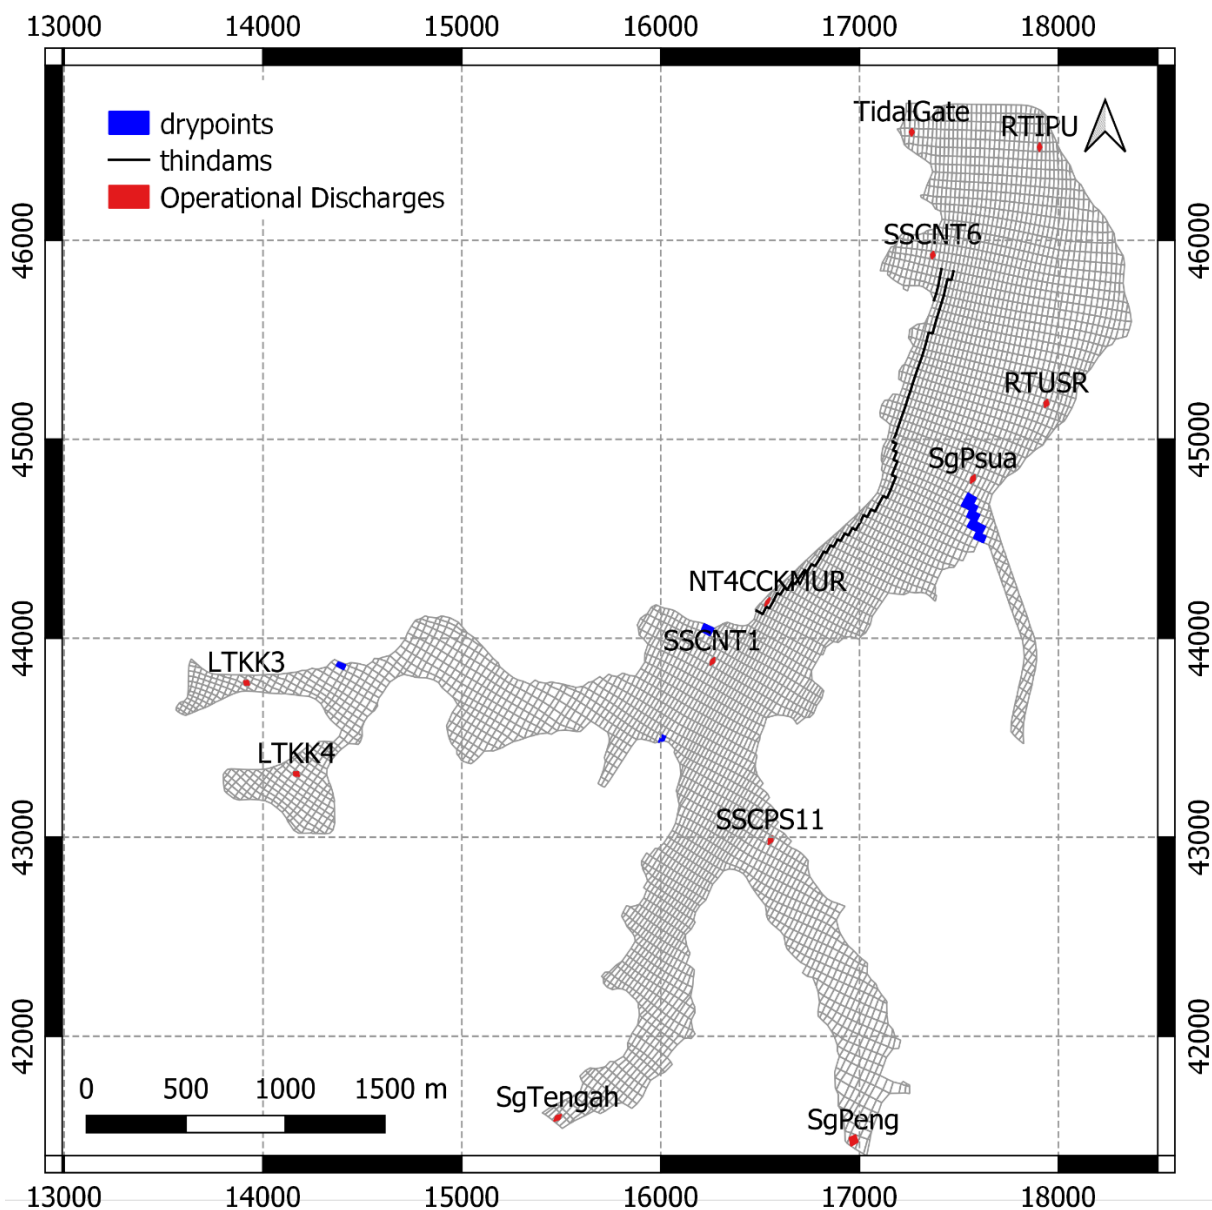 13000 14000 15000 16000 17000 18000
drypoints
thindams
Operational Discharges
TidalGate
RTIPU
46000 46000
SSCNT6
RTUSR
45000 45000
SgPsua
NT4CCKMUR
44000 44000
SSCNT1
LTKK3
LTKK4
SSCPS11
43000 43000
42000 42000
0 500 1000 1500 m
SgTengah
SgPeng
13000 14000 15000 16000 17000 18000